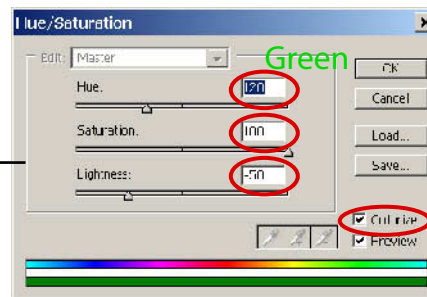 Hue/Saturation
Edit: Master
Green
OK
Hue: 120
Cancel
Saturation: 100
Load...
Save...
Lightness: -50
Colorize
Preview